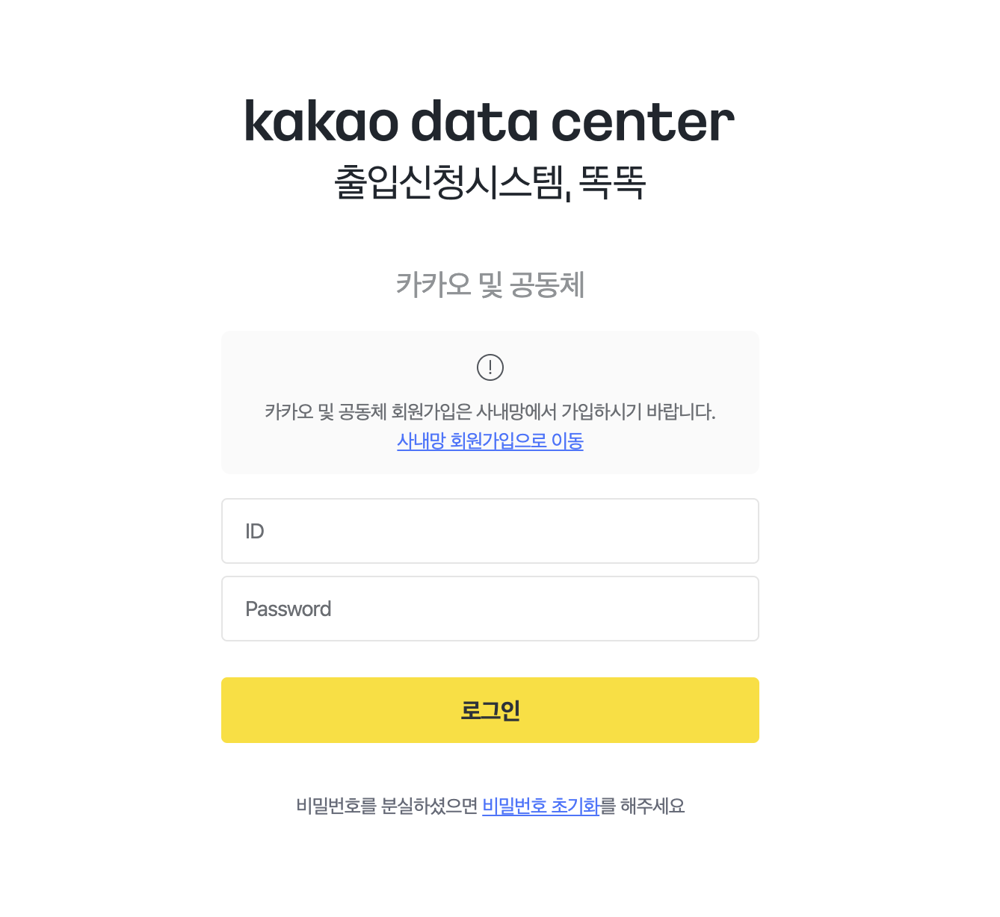 kakao data center
출입신청시스템, 똑똑
카카오 및 공동체
카카오 및 공동체 회원가입은 사내망에서 가입하시기 바랍니다.
사내망 회원가입으로 이동
ID
Password
로그인
비밀번호를 분실하셨으면 비밀번호 초기화를 해주세요